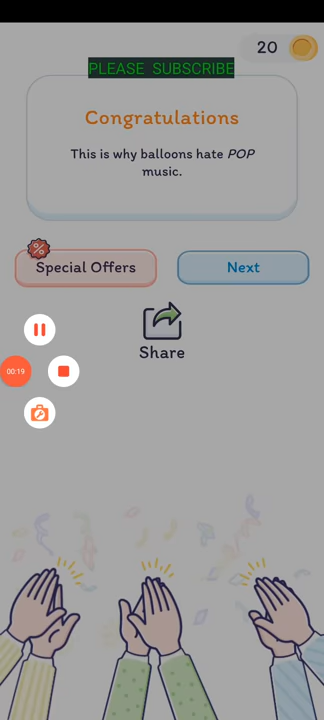 20
PLEASE SUBSCRIBE
Congratulations
This is why balloons hate POP
music.
%
Special Offers
Next
Share
00:19